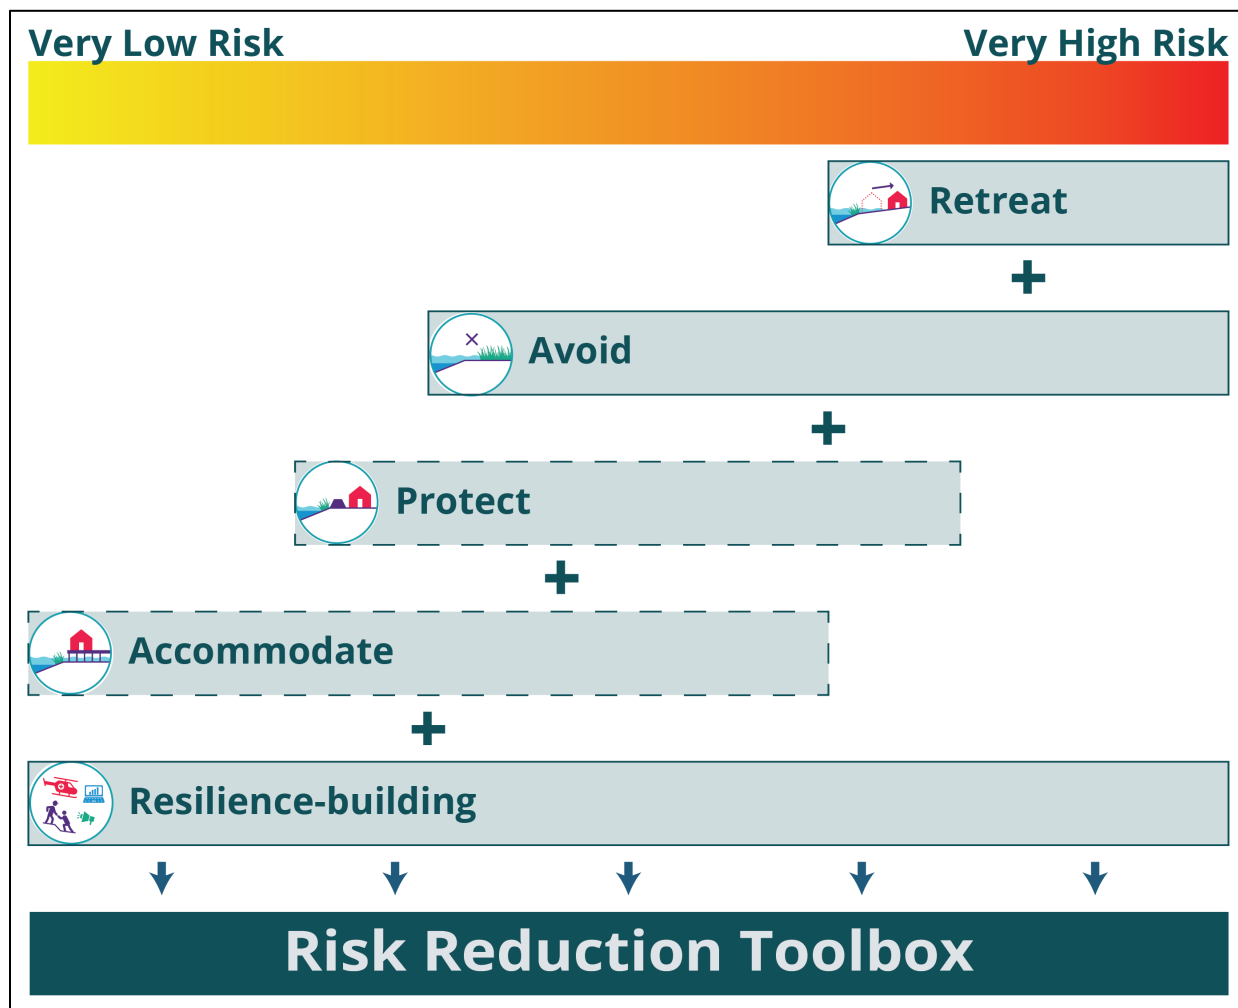 Very Low Risk
Very High Risk
Retreat
+
Avoid
+
Protect
+
Accommodate
+
Resilience-building
Risk Reduction Toolbox